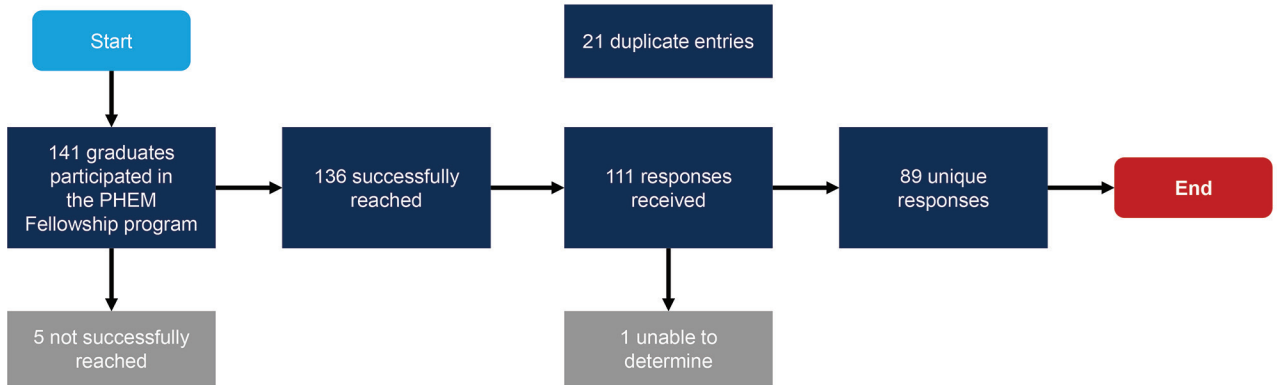 Start
21 duplicate entries
141 graduates
participated in
the PHEM
Fellowship program
136 successfully
reached
111 responses
received
89 unique
responses
End
5 not successfully
reached
1 unable to
determine